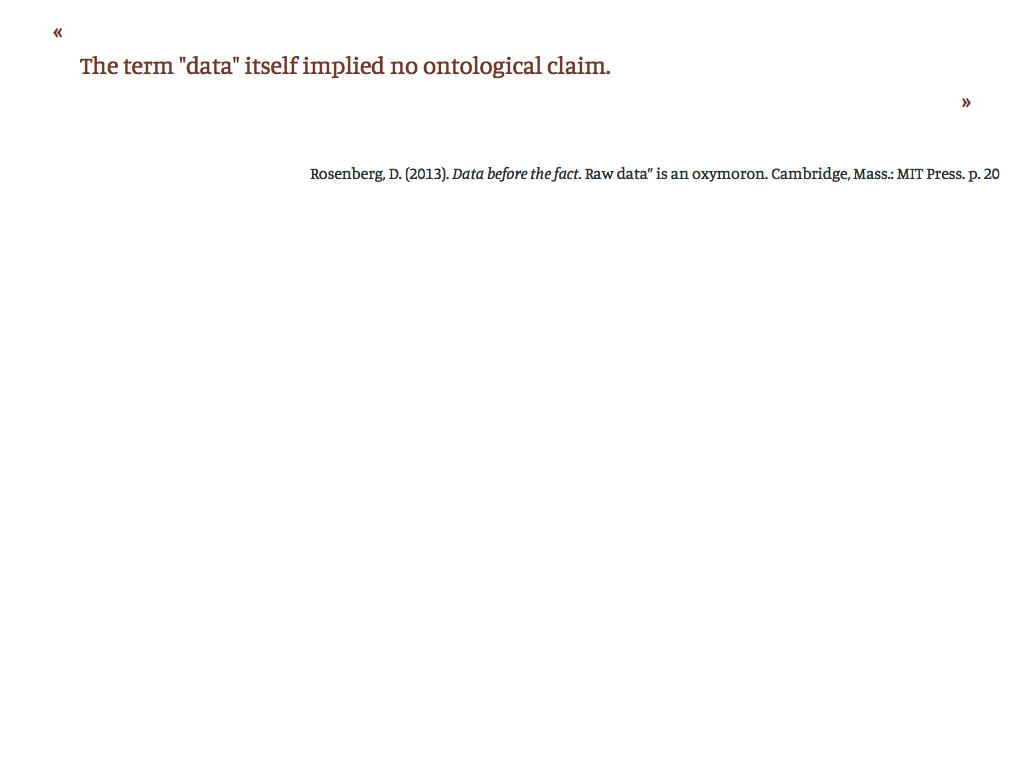 «
The term "data" itself implied no ontological claim.
»
Rosenberg, D. (2013). Data before the fact. Raw data” is an oxymoron. Cambridge, Mass.: MIT Press. p. 20